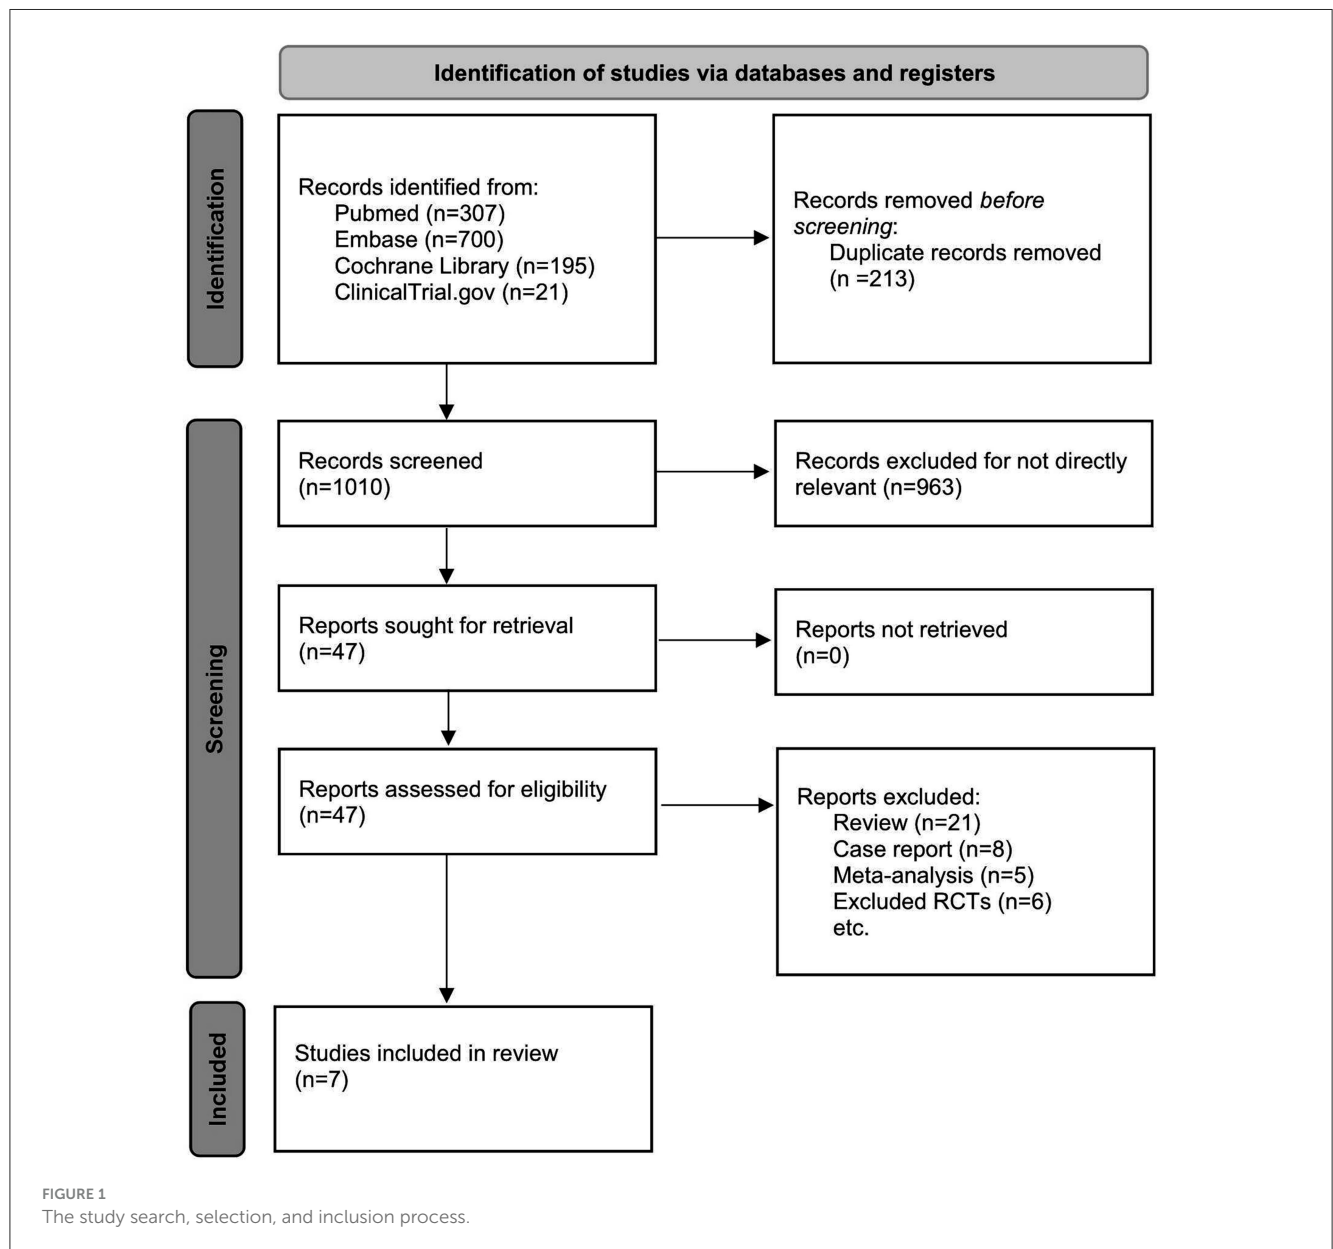 Identification of studies via databases and registers
Identification
Records identified from:
Pubmed (n=307)
Embase (n=700)
Cochrane Library (n=195)
ClinicalTrial.gov (n=21)
Records removed before
screening:
Duplicate records removed
(n =213)
Screening
Records screened
(n=1010)
Records excluded for not directly
relevant (n=963)
Reports sought for retrieval
(n=47)
Reports not retrieved
(n=0)
Reports assessed for eligibility
(n=47)
Reports excluded:
Review (n=21)
Case report (n=8)
Meta-analysis (n=5)
Excluded RCTs (n=6)
etc.
Included
Studies included in review
(n=7)
FIGURE 1
The study search, selection, and inclusion process.